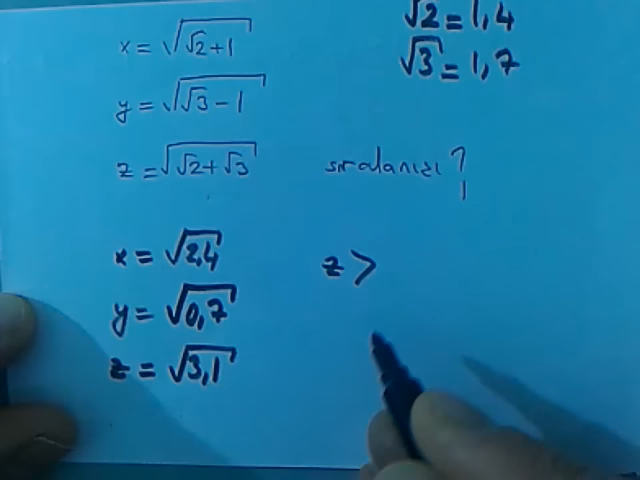 x = √(√2+1)
y = √(√3-1)
z = √(√2+√3)
√2 = 1,4
√3 = 1,7
sıralanışı ?
x = √2,4
y = √0,7
z = √3,1
z >